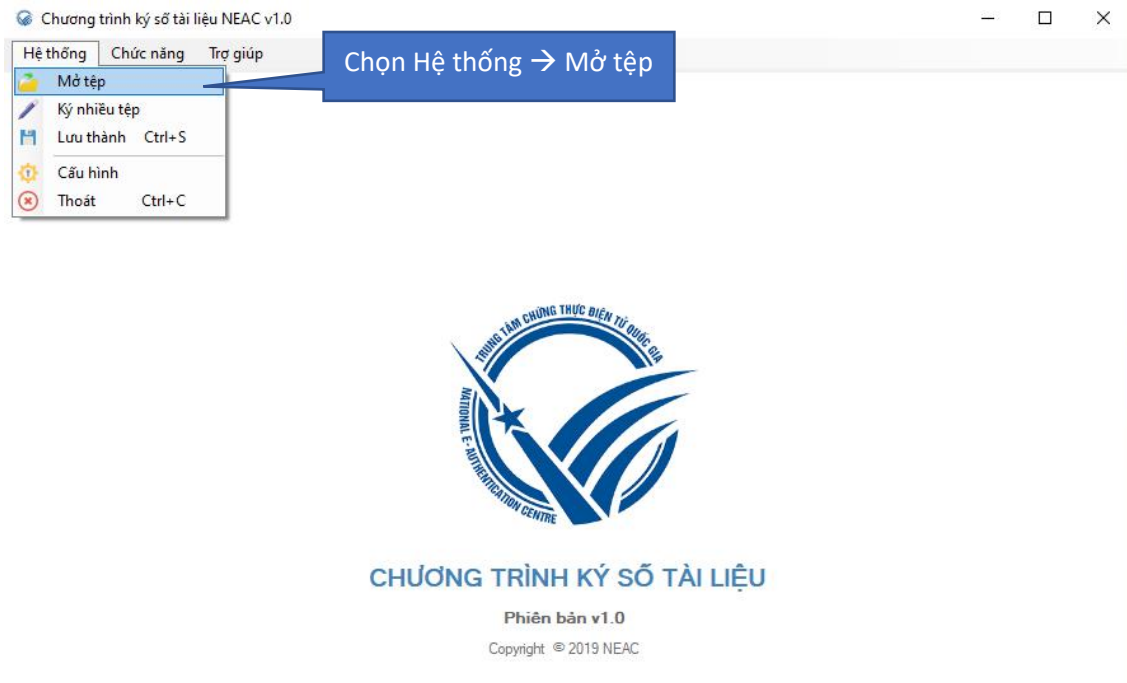 Chương trình ký số tài liệu NEAC v1.0
Hệ thống Chức năng Trợ giúp
Chọn Hệ thống → Mở tệp
Mở tệp
Ký nhiều tệp
Lưu thành Ctrl+S
Cấu hình
Thoát Ctrl+C
TRUNG TÂM CHỨNG THỰC ĐIỆN TỬ QUỐC GIA
NATIONAL E-AUTHENTICATION CENTRE
CHƯƠNG TRÌNH KÝ SỐ TÀI LIỆU
Phiên bản v1.0
Copyright © 2019 NEAC